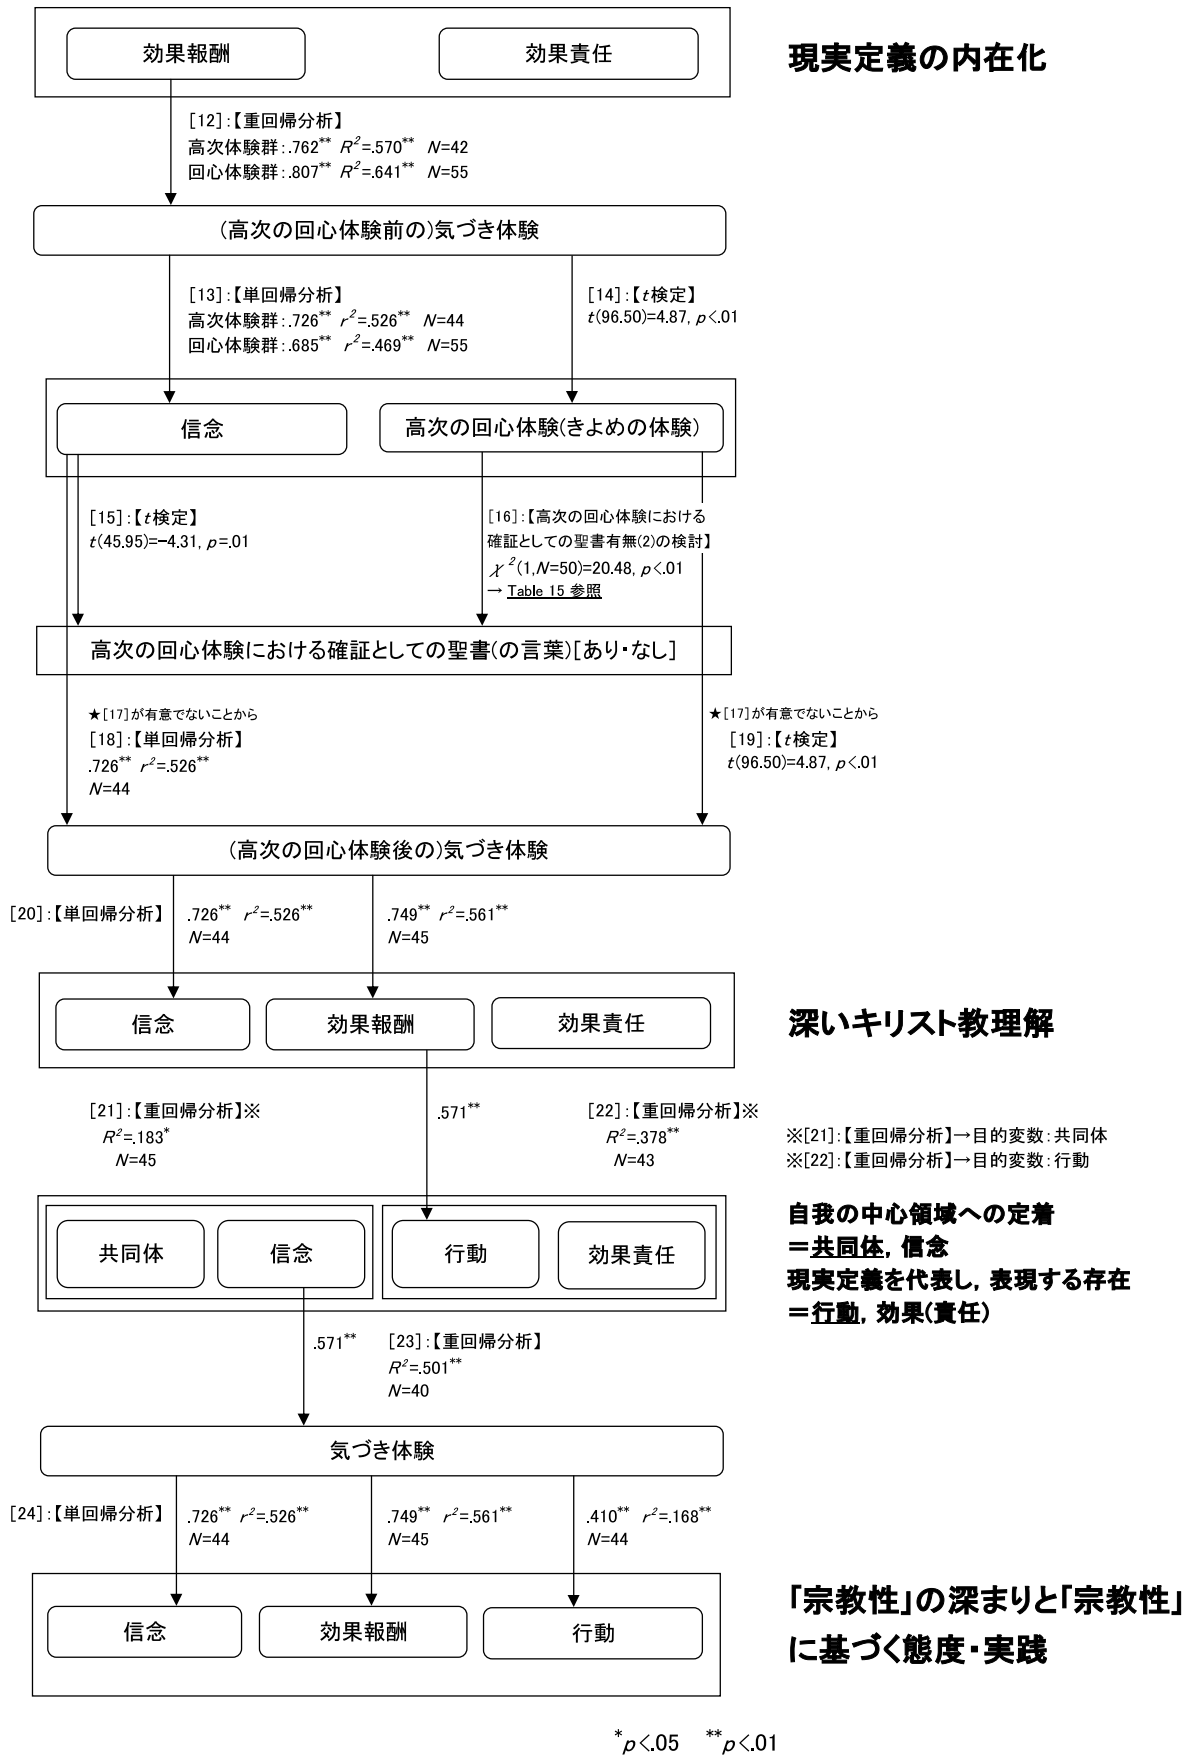 効果報酬
効果責任
現実定義の内在化
[12]:【重回帰分析】
高次体験群:.762** R²=.570** N=42
回心体験群:.807** R²=.641** N=55
(高次の回心体験前の)気づき体験
[13]:【単回帰分析】
高次体験群:.726** r²=.526** N=44
回心体験群:.685** r²=.469** N=55
[14]:【t検定】
t(96.50)=4.87, p<.01
信念
高次の回心体験(きよめの体験)
[15]:【t検定】
t(45.95)=−4.31, p=.01
[16]:【高次の回心体験における
確証としての聖書有無(2)の検討】
χ²(1,N=50)=20.48, p<.01
→ Table 15 参照
高次の回心体験における確証としての聖書(の言葉)[あり・なし]
★[17]が有意でないことから
[18]:【単回帰分析】
.726** r²=.526**
N=44
★[17]が有意でないことから
[19]:【t検定】
t(96.50)=4.87, p<.01
(高次の回心体験後の)気づき体験
[20]:【単回帰分析】
.726** r²=.526**
N=44
.749** r²=.561**
N=45
信念
効果報酬
効果責任
深いキリスト教理解
[21]:【重回帰分析】※
R²=.183*
N=45
.571**
[22]:【重回帰分析】※
R²=.378**
N=43
※[21]:【重回帰分析】→目的変数:共同体
※[22]:【重回帰分析】→目的変数:行動
共同体
信念
行動
効果責任
自我の中心領域への定着
=共同体, 信念
現実定義を代表し, 表現する存在
=行動, 効果(責任)
.571**
[23]:【重回帰分析】
R²=.501**
N=40
気づき体験
[24]:【単回帰分析】
.726** r²=.526**
N=44
.749** r²=.561**
N=45
.410** r²=.168**
N=44
信念
効果報酬
行動
「宗教性」の深まりと「宗教性」
に基づく態度・実践
*p<.05 **p<.01